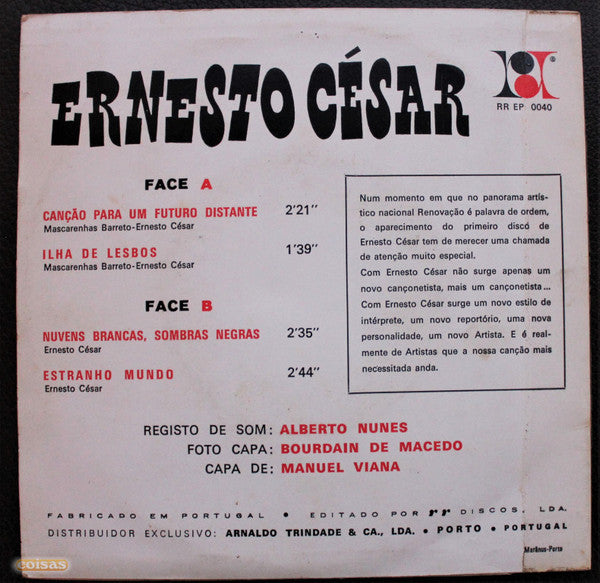 ERNESTO CÉSAR
RR EP 0040
FACE A
CANÇÃO PARA UM FUTURO DISTANTE 2'21''
Mascarenhas Barreto-Ernesto César
ILHA DE LESBOS 1'39''
Mascarenhas Barreto-Ernesto César
FACE B
NUVENS BRANCAS, SOMBRAS NEGRAS 2'35''
Ernesto César
ESTRANHO MUNDO 2'44''
Ernesto César
Num momento em que no panorama artís-
tico nacional Renovação é palavra de ordem,
o aparecimento do primeiro disco de
Ernesto César tem de merecer uma chamada
de atenção muito especial.
Com Ernesto César não surge apenas um
novo cançonetista, mais um cançonetista...
Com Ernesto César surge um novo estilo de
intérprete, um novo reportório, uma nova
personalidade, um novo Artista. E é real-
mente de Artistas que a nossa canção mais
necessitada anda.
REGISTO DE SOM: ALBERTO NUNES
FOTO CAPA: BOURDAIN DE MACEDO
CAPA DE: MANUEL VIANA
FABRICADO EM PORTUGAL • EDITADO POR rr DISCOS, LDA.
DISTRIBUIDOR EXCLUSIVO: ARNALDO TRINDADE & CA., LDA. • PORTO • PORTUGAL
Marânus-Porto
coisas